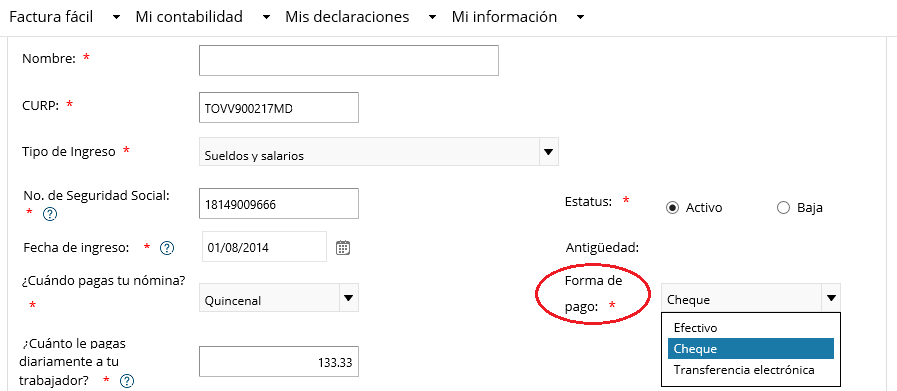 Factura fácil Mi contabilidad Mis declaraciones Mi información
Nombre: *
CURP: * TOVV900217MD
Tipo de Ingreso * Sueldos y salarios
No. de Seguridad Social:
* ? 18149009666
Estatus: * Activo Baja
Fecha de ingreso: * ? 01/08/2014
Antigüedad:
¿Cuándo pagas tu nómina?
* Quincenal
Forma de
pago: * Cheque
Efectivo
Cheque
Transferencia electrónica
¿Cuánto le pagas
diariamente a tu
trabajador? * ? 133.33